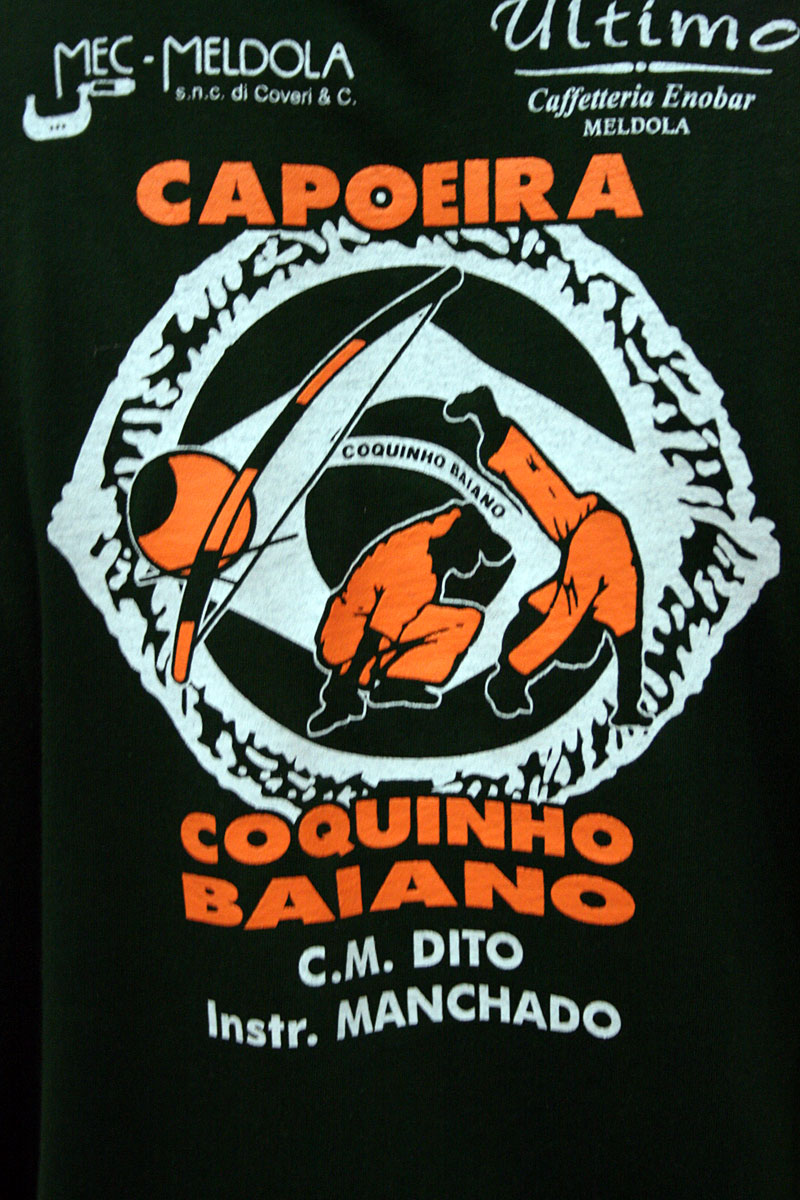 MEC-MELDOLA
s.n.c. di Coveri & C.
Ultimo
Caffetteria Enobar
MELDOLA
CAPOEIRA
COQUINHO BAIANO
COQUINHO
BAIANO
C.M. DITO
Instr. MANCHADO